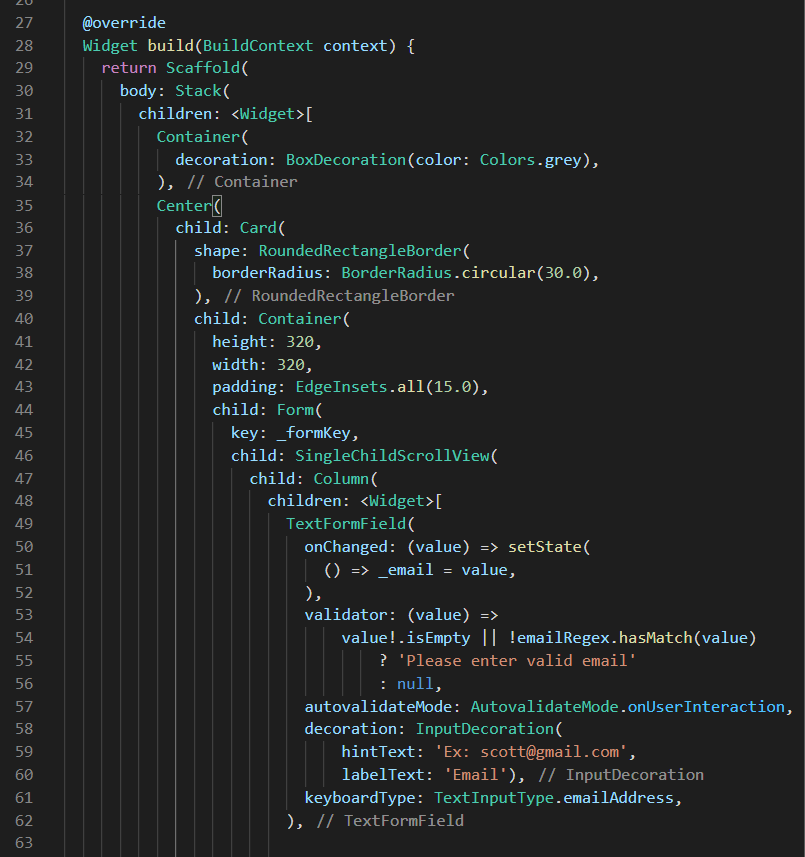 27 @override
28 Widget build(BuildContext context) {
29 return Scaffold(
30 body: Stack(
31 children: <Widget>[
32 Container(
33 decoration: BoxDecoration(color: Colors.grey),
34 ), // Container
35 Center(
36 child: Card(
37 shape: RoundedRectangleBorder(
38 borderRadius: BorderRadius.circular(30.0),
39 ), // RoundedRectangleBorder
40 child: Container(
41 height: 320,
42 width: 320,
43 padding: EdgeInsets.all(15.0),
44 child: Form(
45 key: _formKey,
46 child: SingleChildScrollView(
47 child: Column(
48 children: <Widget>[
49 TextFormField(
50 onChanged: (value) => setState(
51 () => _email = value,
52 ),
53 validator: (value) =>
54 value!.isEmpty || !emailRegex.hasMatch(value)
55 ? 'Please enter valid email'
56 : null,
57 autovalidateMode: AutovalidateMode.onUserInteraction,
58 decoration: InputDecoration(
59 hintText: 'Ex: scott@gmail.com',
60 labelText: 'Email'), // InputDecoration
61 keyboardType: TextInputType.emailAddress,
62 ), // TextFormField
63